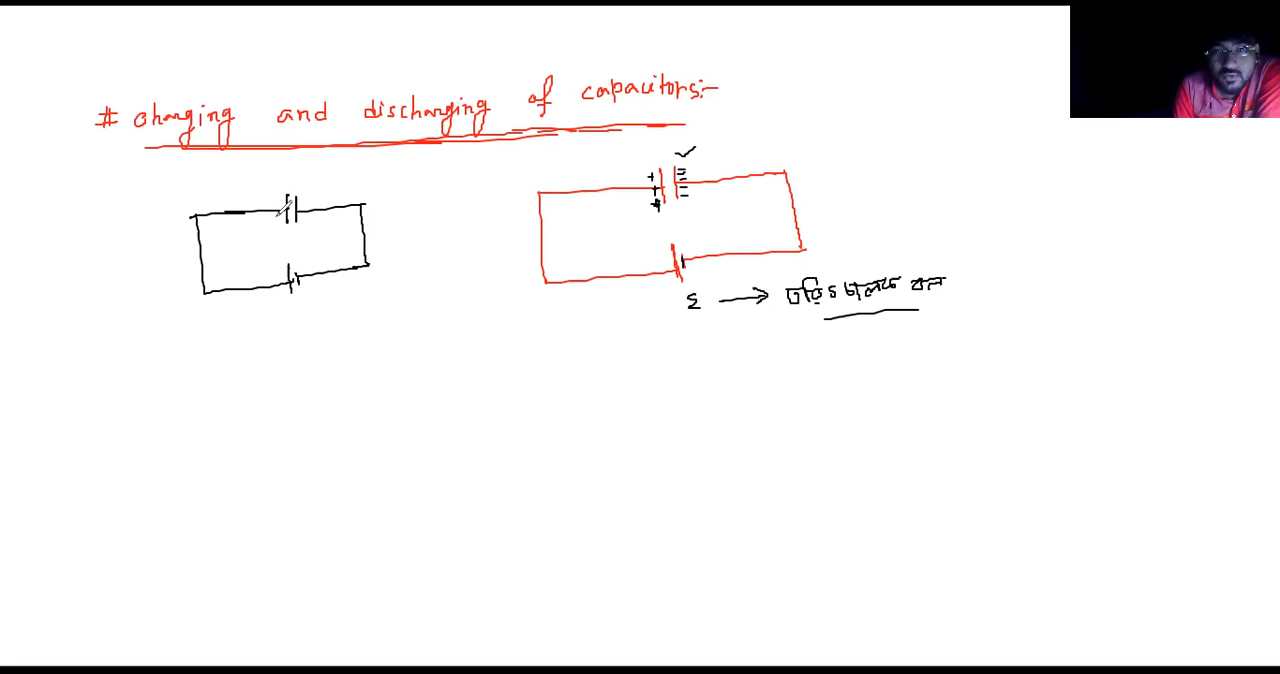 # charging and discharging of capacitors:-
+ =
+ =
+
Σ → তড়িৎ চালক বল